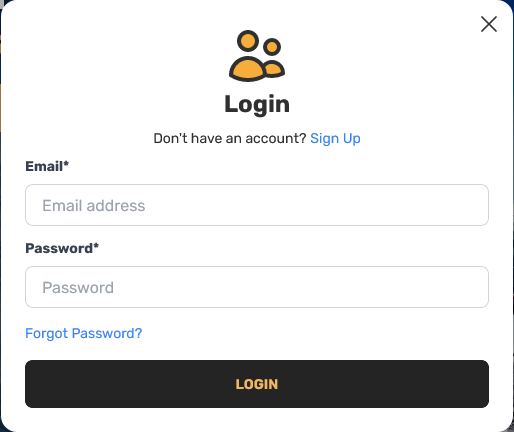 Login
Don't have an account? Sign Up
Email*
Email address
Password*
Password
Forgot Password?
LOGIN